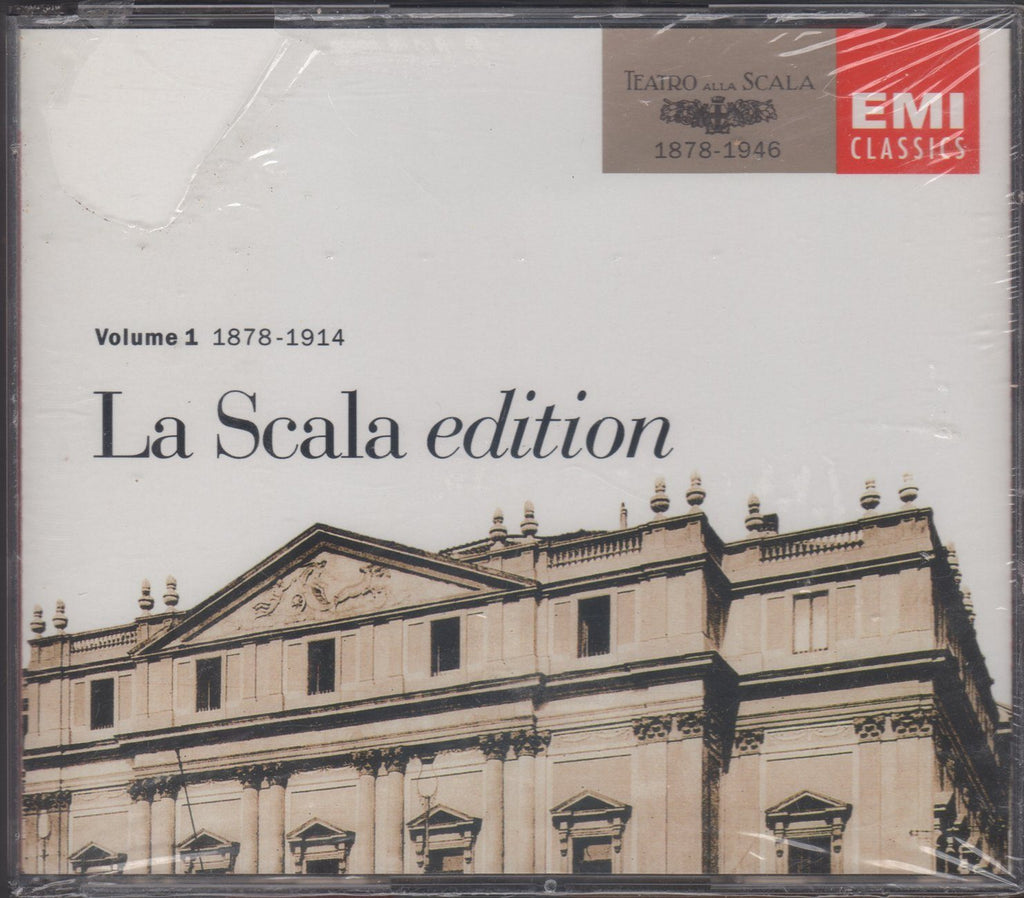 TEATRO ALLA SCALA
1878-1946
EMI
CLASSICS
Volume 1 1878-1914
La Scala edition